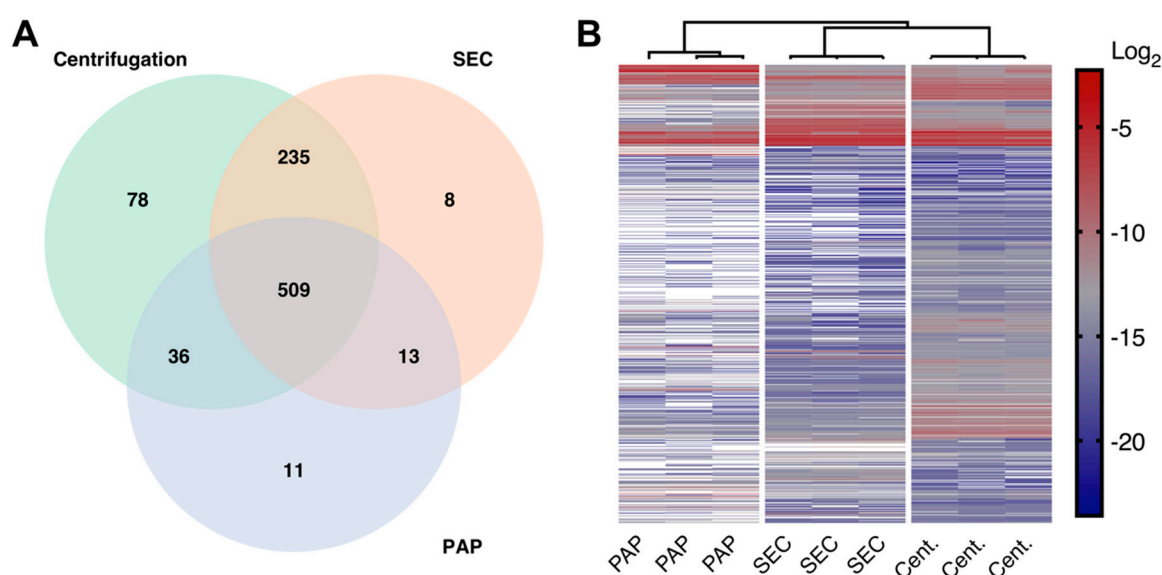 A
Centrifugation
SEC
235
78
8
509
36
13
11
PAP
B
Log2
-5
-10
-15
-20
PAP
PAP
PAP
SEC
SEC
SEC
Cent.
Cent.
Cent.